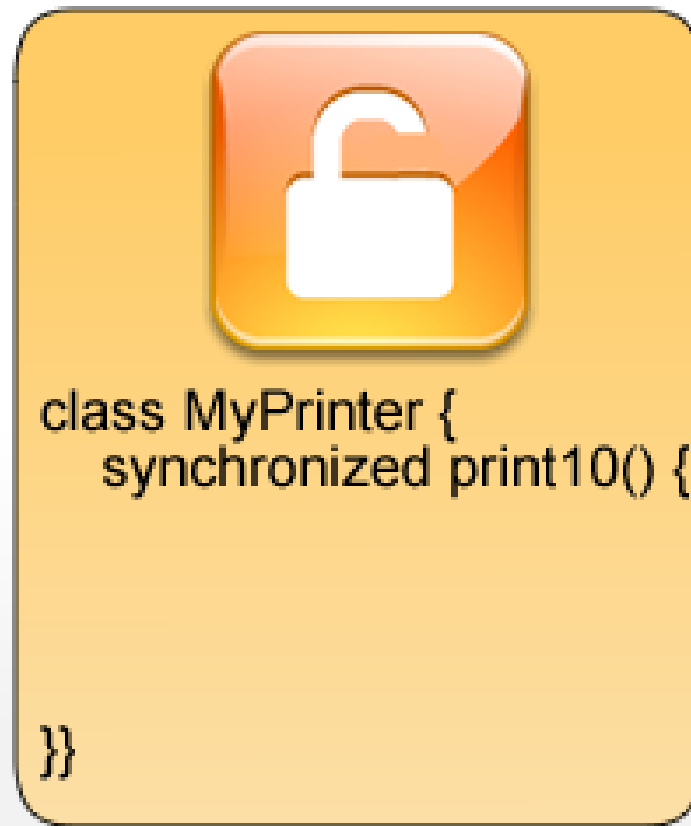 class MyPrinter {
synchronized print10() {
}}